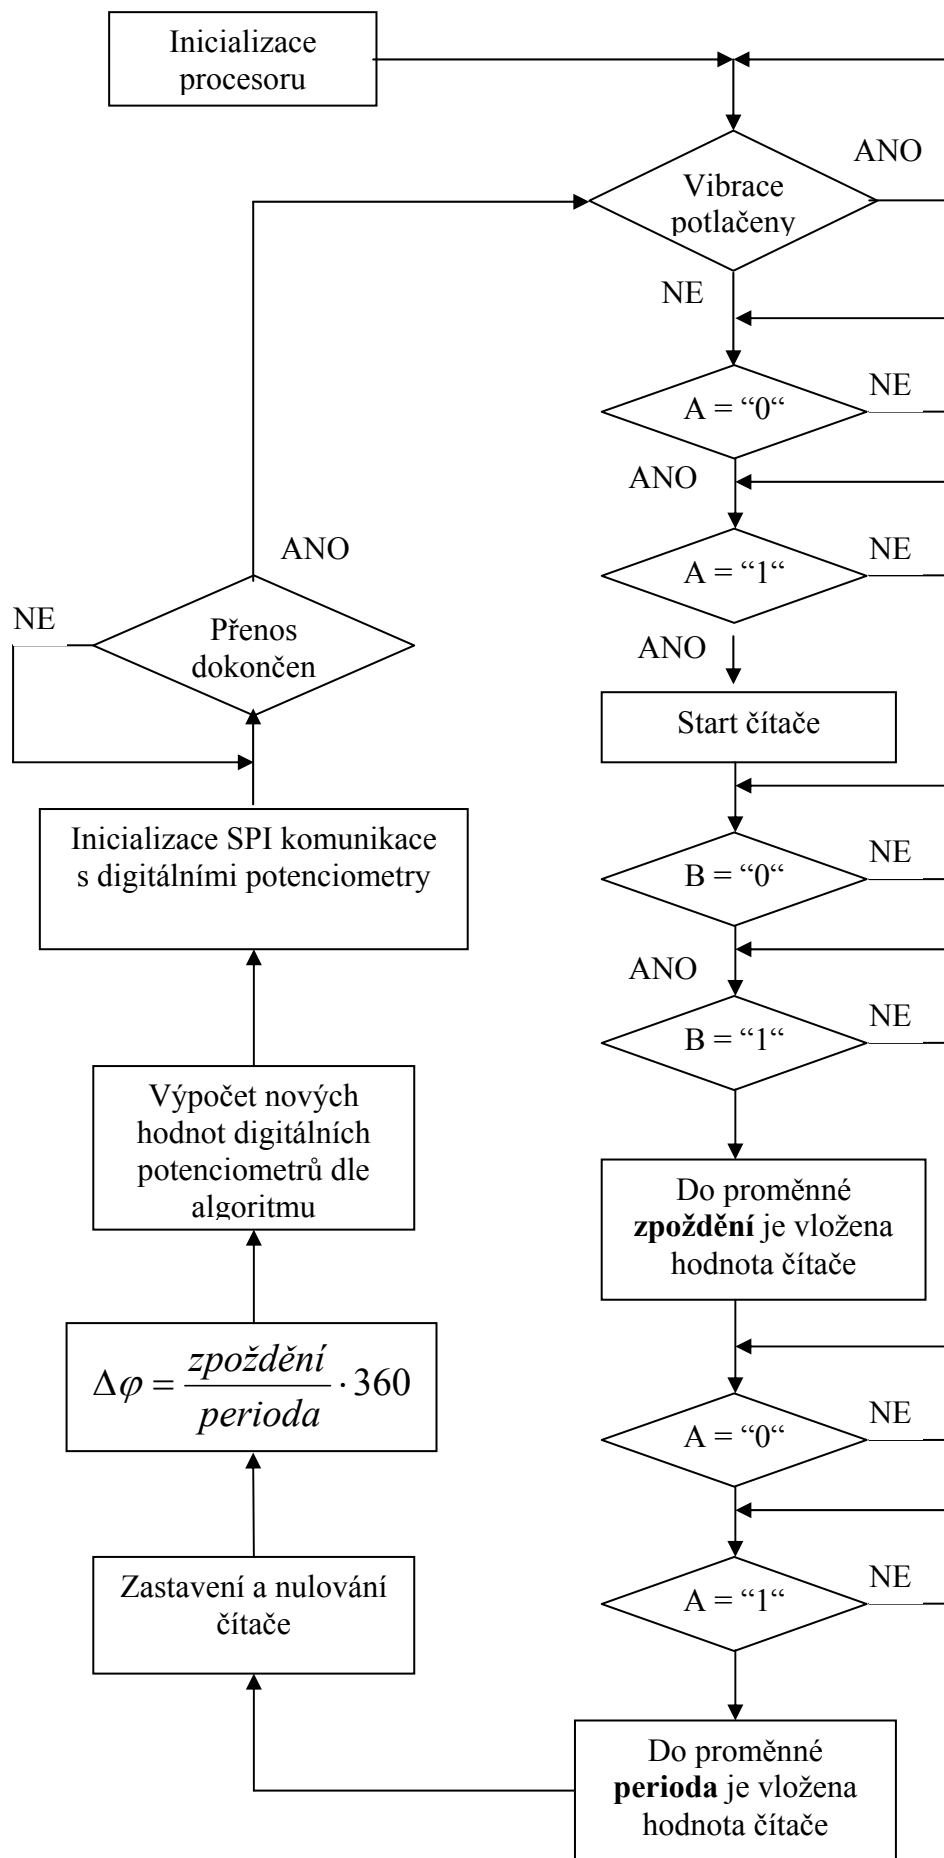 Inicializace
procesoru
Vibrace
potlačeny
ANO
NE
A = “0“
NE
ANO
A = “1“
NE
ANO
Start čítače
B = “0“
NE
ANO
B = “1“
NE
Do proměnné
zpoždění je vložena
hodnota čítače
A = “0“
NE
A = “1“
NE
Do proměnné
perioda je vložena
hodnota čítače
Zastavení a nulování
čítače
Δφ = zpoždění / perioda · 360
Výpočet nových
hodnot digitálních
potenciometrů dle
algoritmu
Inicializace SPI komunikace
s digitálními potenciometry
Přenos
dokončen
NE
ANO